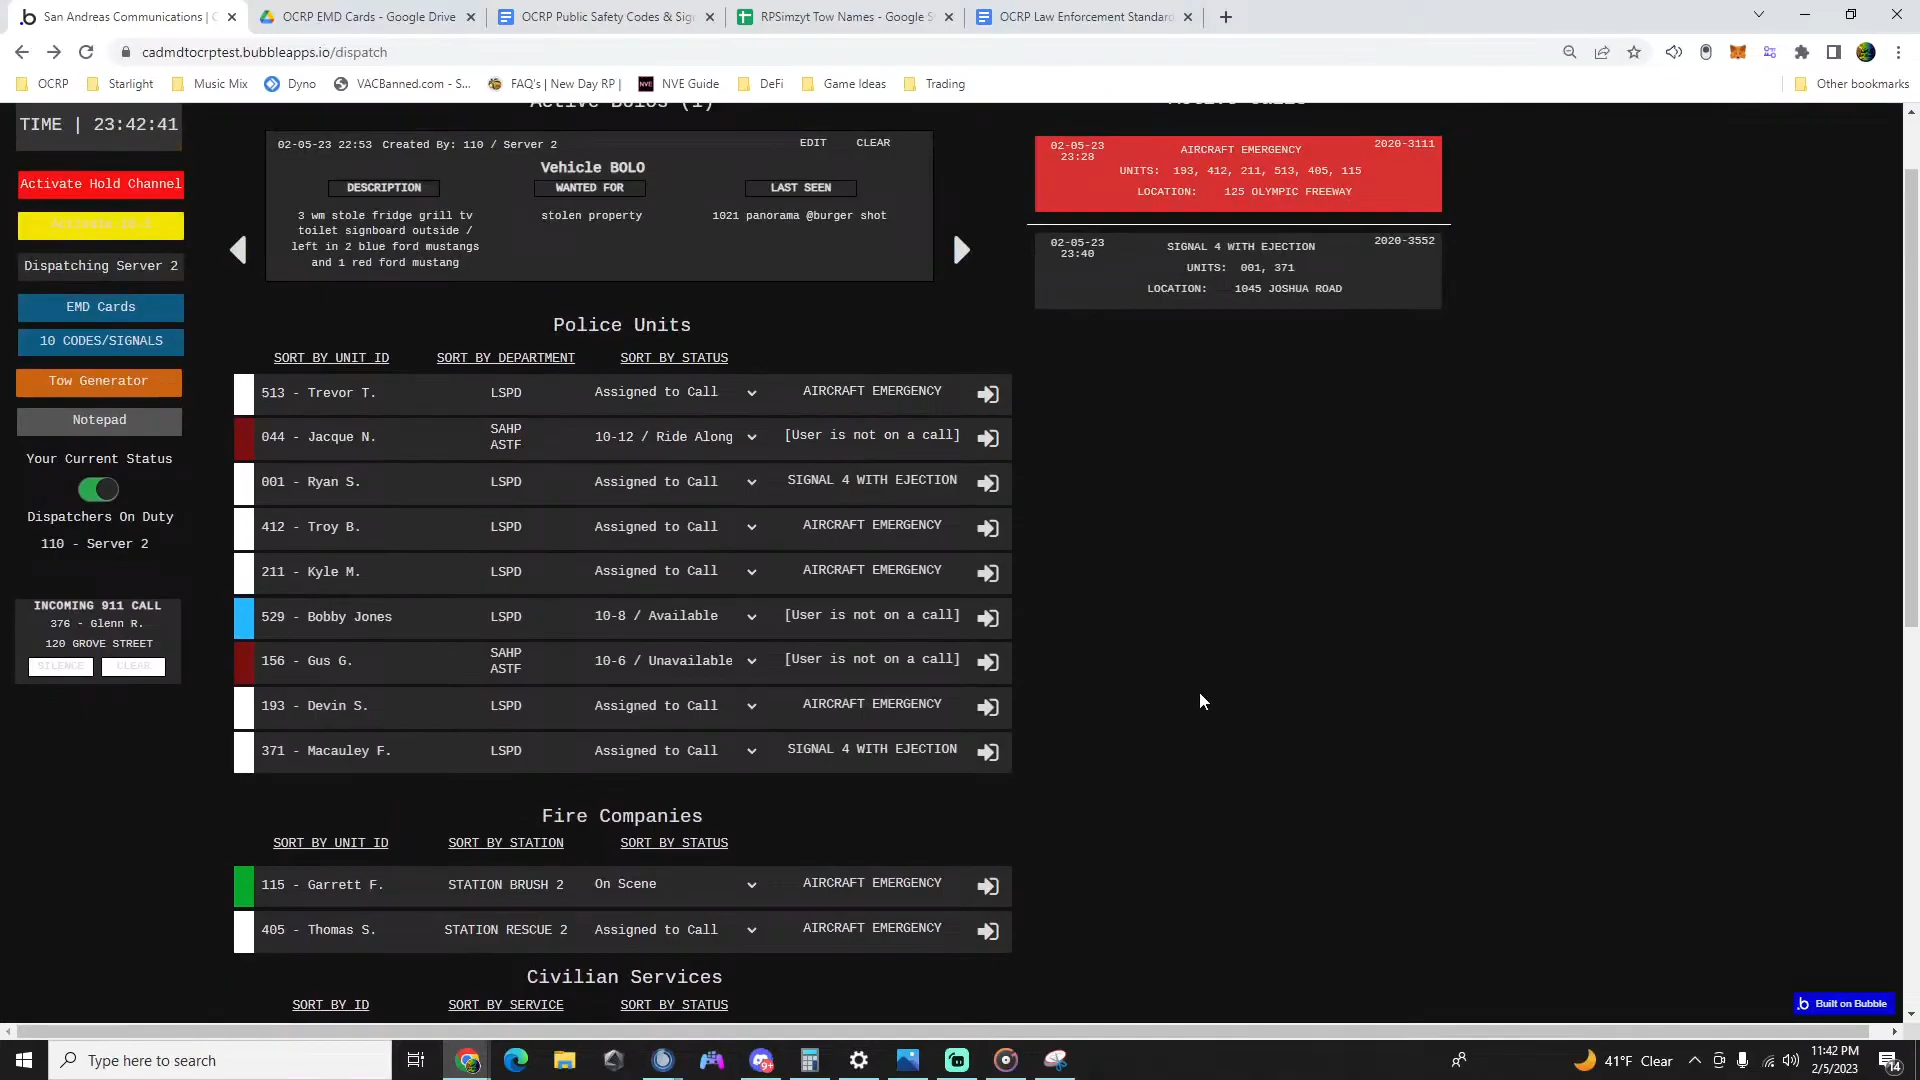 San Andreas Communications | C
OCRP EMD Cards - Google Drive
OCRP Public Safety Codes & Sig
RPSimzyt Tow Names - Google S
OCRP Law Enforcement Standard
cadmdtocrptest.bubbleapps.io/dispatch
OCRP
Starlight
Music Mix
Dyno
VACBanned.com - S...
FAQ's | New Day RP |
NVE
NVE Guide
DeFi
Game Ideas
Trading
Other bookmarks
TIME | 23:42:41
Activate Hold Channel
Dispatching Server 2
EMD Cards
10 CODES/SIGNALS
Tow Generator
Notepad
Your Current Status
Dispatchers On Duty
110 - Server 2
INCOMING 911 CALL
376 - Glenn R.
120 GROVE STREET
SILENCE CLEAR
Active Bolos (1)
02-05-23 22:53 Created By: 110 / Server 2 EDIT CLEAR
Vehicle BOLO
DESCRIPTION WANTED FOR LAST SEEN
3 wm stole fridge grill tv
toilet signboard outside /
left in 2 blue ford mustangs
and 1 red ford mustang
stolen property
1021 panorama @burger shot
Police Units
SORT BY UNIT ID SORT BY DEPARTMENT SORT BY STATUS
513 - Trevor T. LSPD Assigned to Call AIRCRAFT EMERGENCY
044 - Jacque N. SAHP ASTF 10-12 / Ride Along [User is not on a call]
001 - Ryan S. LSPD Assigned to Call SIGNAL 4 WITH EJECTION
412 - Troy B. LSPD Assigned to Call AIRCRAFT EMERGENCY
211 - Kyle M. LSPD Assigned to Call AIRCRAFT EMERGENCY
529 - Bobby Jones LSPD 10-8 / Available [User is not on a call]
156 - Gus G. SAHP ASTF 10-6 / Unavailable [User is not on a call]
193 - Devin S. LSPD Assigned to Call AIRCRAFT EMERGENCY
371 - Macauley F. LSPD Assigned to Call SIGNAL 4 WITH EJECTION
Fire Companies
SORT BY UNIT ID SORT BY STATION SORT BY STATUS
115 - Garrett F. STATION BRUSH 2 On Scene AIRCRAFT EMERGENCY
405 - Thomas S. STATION RESCUE 2 Assigned to Call AIRCRAFT EMERGENCY
Civilian Services
SORT BY ID SORT BY SERVICE SORT BY STATUS
02-05-23
23:28
AIRCRAFT EMERGENCY
2020-3111
UNITS: 193, 412, 211, 513, 405, 115
LOCATION: 125 OLYMPIC FREEWAY
02-05-23
23:40
SIGNAL 4 WITH EJECTION
2020-3552
UNITS: 001, 371
LOCATION: 1045 JOSHUA ROAD
Built on Bubble
Type here to search
9+
41°F Clear
11:42 PM
2/5/2023
14